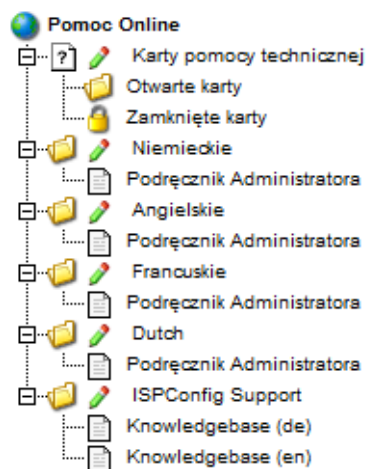 Pomoc Online
Karty pomocy technicznej
Otwarte karty
Zamknięte karty
Niemieckie
Podręcznik Administratora
Angielskie
Podręcznik Administratora
Francuskie
Podręcznik Administratora
Dutch
Podręcznik Administratora
ISPConfig Support
Knowledgebase (de)
Knowledgebase (en)